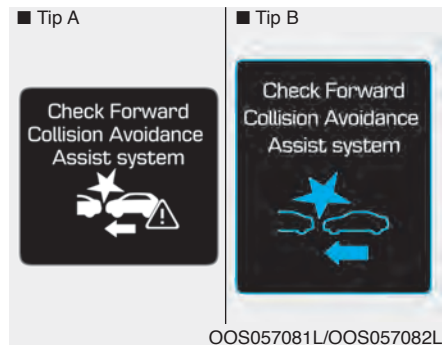 ■ Tip A
■ Tip B
Check Forward
Collision Avoidance
Assist system
Check Forward
Collision Avoidance
Assist system
OOS057081L/OOS057082L